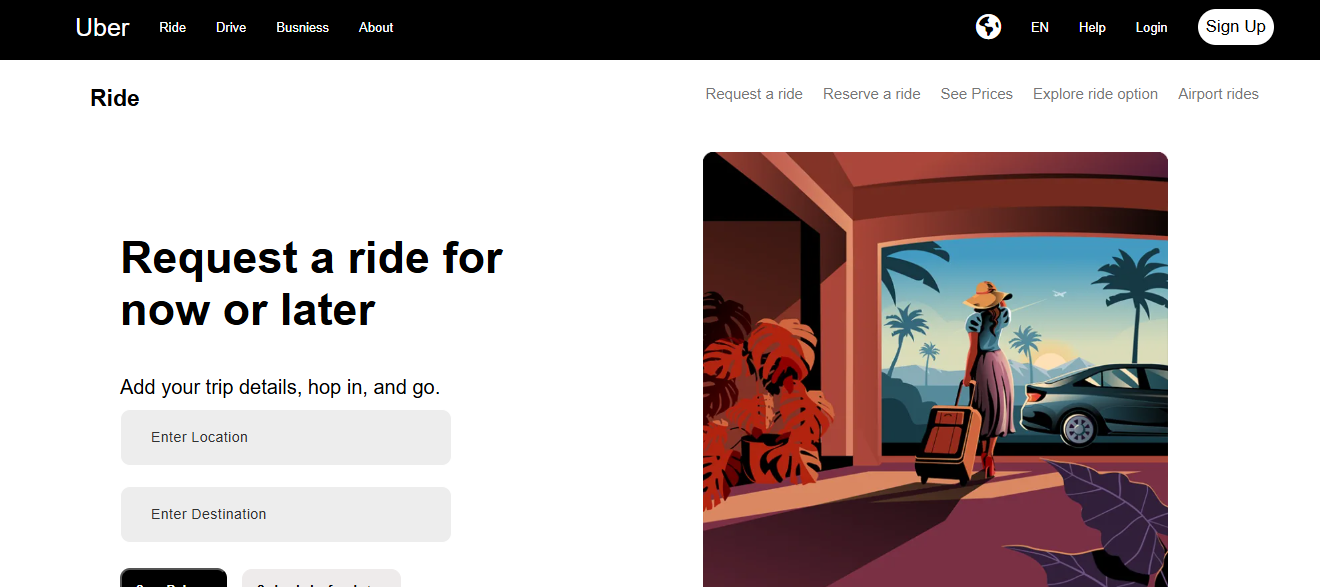 Uber Ride Drive Busniess About EN Help Login Sign Up
Ride Request a ride Reserve a ride See Prices Explore ride option Airport rides
Request a ride for
now or later
Add your trip details, hop in, and go.
Enter Location
Enter Destination